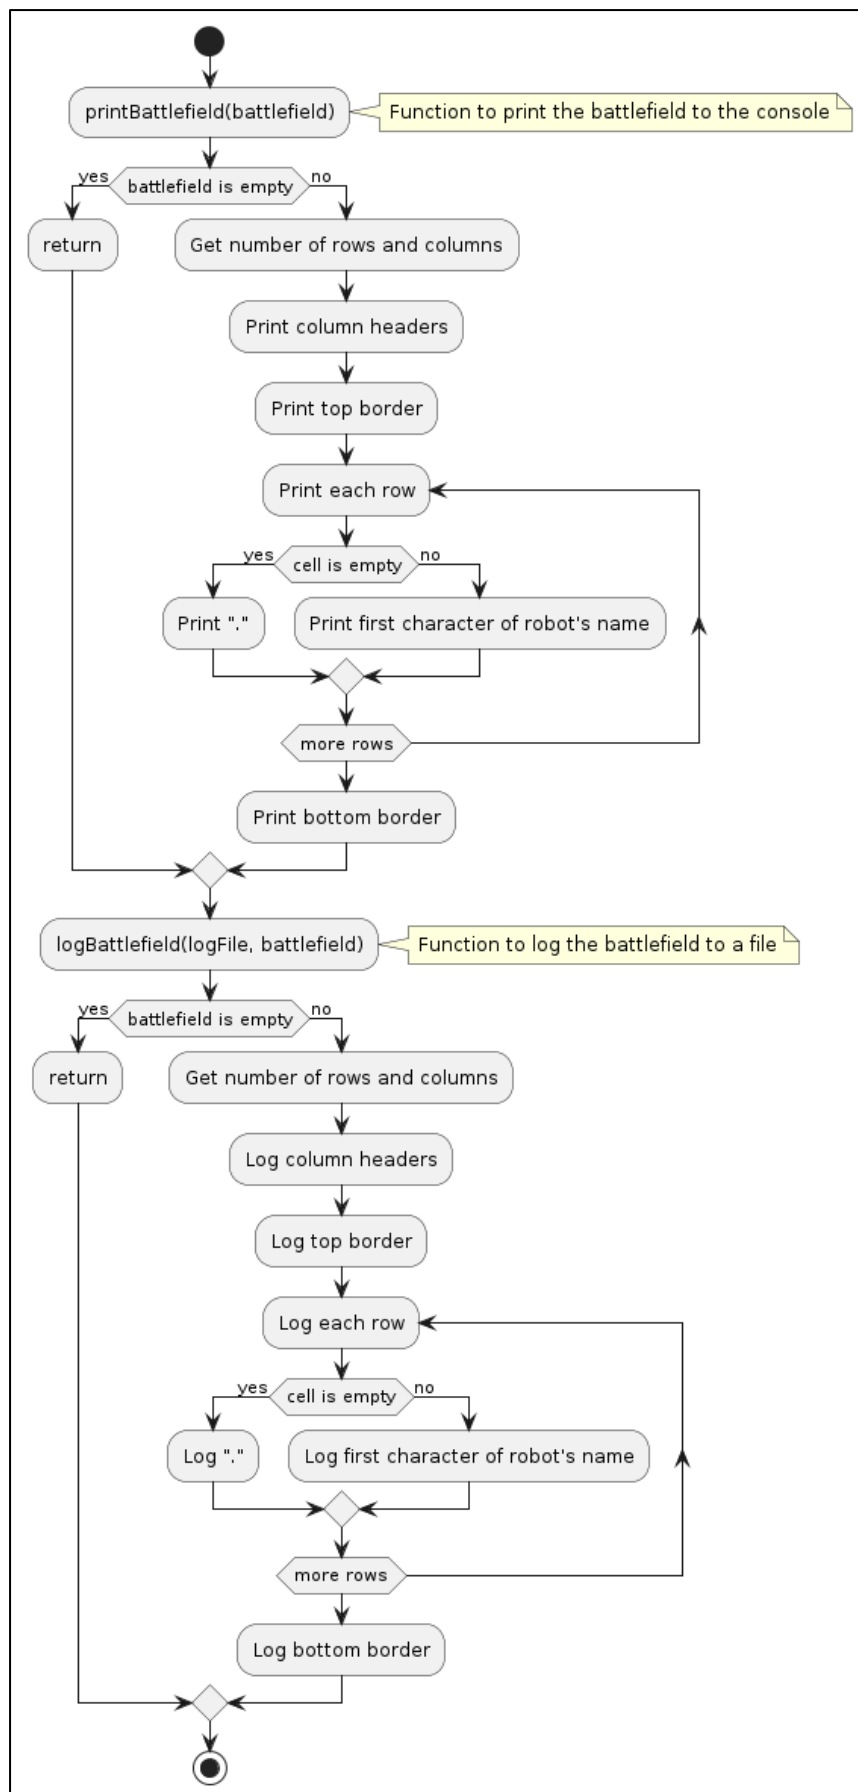 printBattlefield(battlefield)
Function to print the battlefield to the console
yes
battlefield is empty
no
return
Get number of rows and columns
Print column headers
Print top border
Print each row
yes
cell is empty
no
Print "."
Print first character of robot's name
more rows
Print bottom border
logBattlefield(logFile, battlefield)
Function to log the battlefield to a file
yes
battlefield is empty
no
return
Get number of rows and columns
Log column headers
Log top border
Log each row
yes
cell is empty
no
Log "."
Log first character of robot's name
more rows
Log bottom border